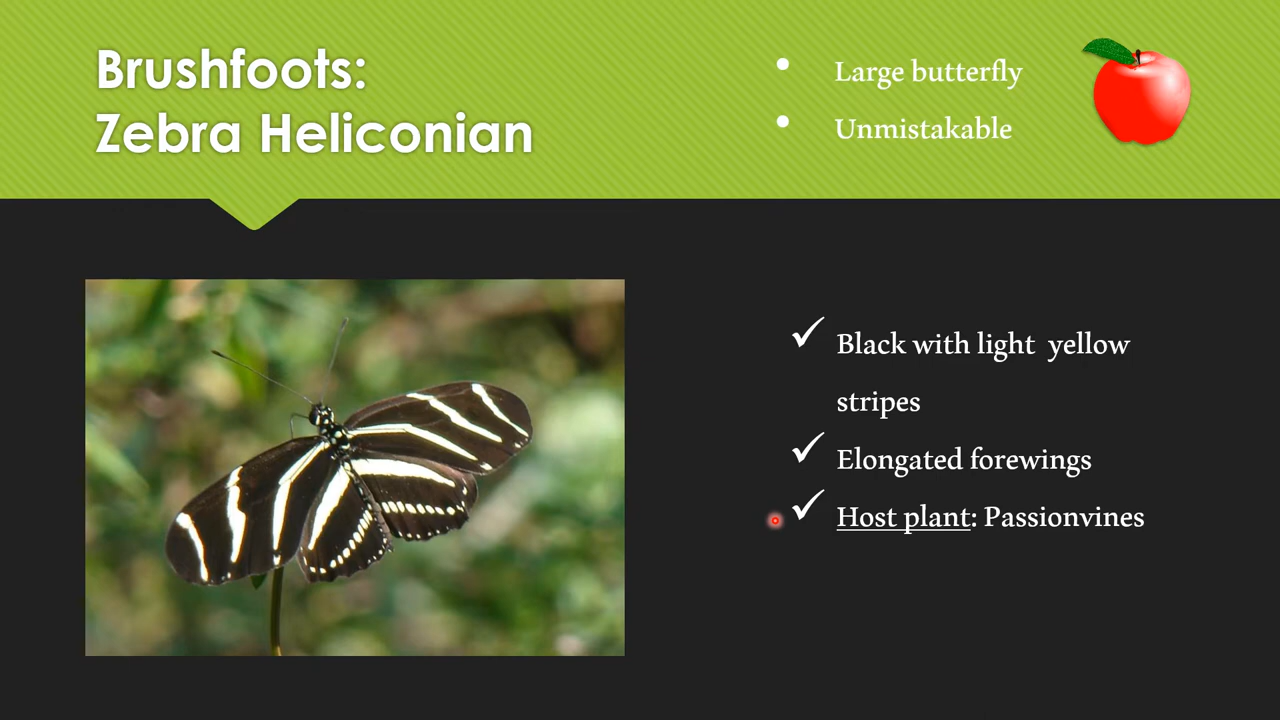 Brushfoots:
Zebra Heliconian
• Large butterfly
• Unmistakable
✓ Black with light yellow
stripes
✓ Elongated forewings
✓ Host plant: Passionvines